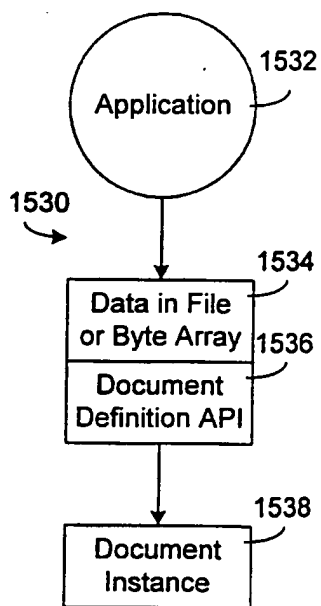 1532
Application
1530
1534
Data in File
or Byte Array
1536
Document
Definition API
1538
Document
Instance